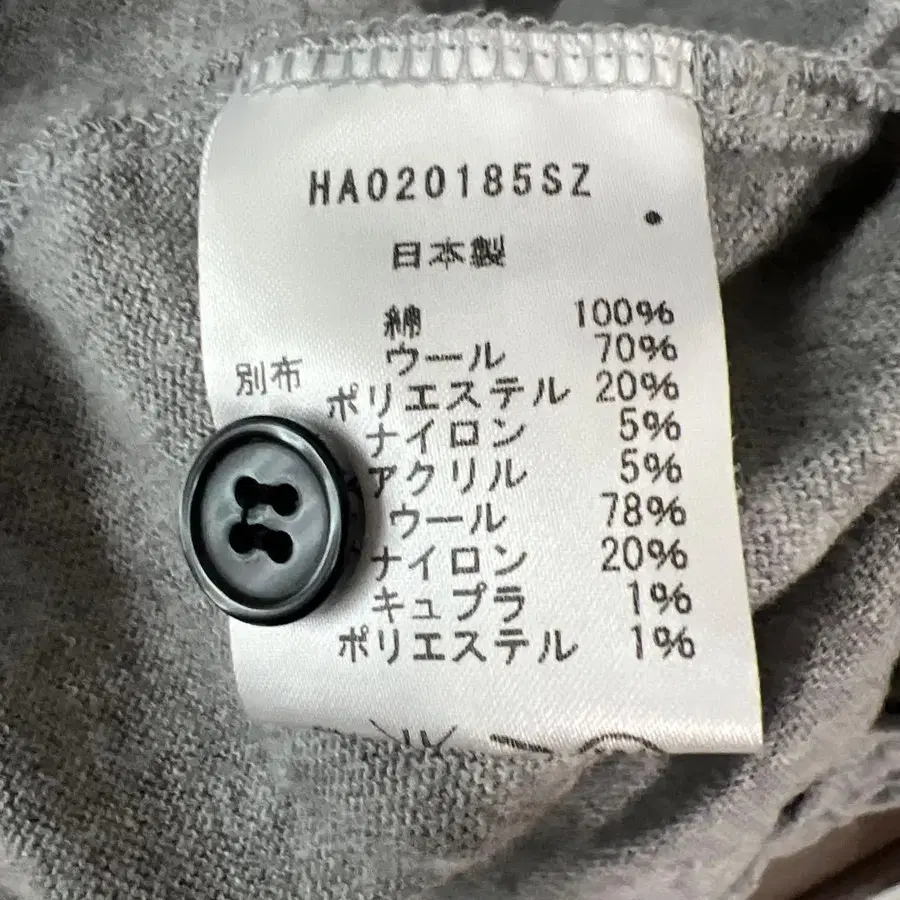 HA020185SZ
日本製
綿 100%
ウール 70%
別布
ポリエステル 20%
ナイロン 5%
アクリル 5%
ウール 78%
ナイロン 20%
キュプラ 1%
ポリエステル 1%